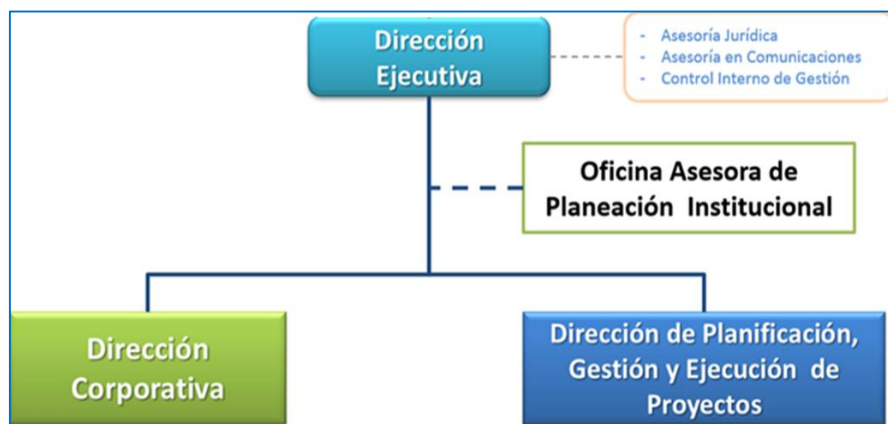 Dirección
Ejecutiva
- Asesoría Jurídica
- Asesoría en Comunicaciones
- Control Interno de Gestión
Oficina Asesora de
Planeación Institucional
Dirección
Corporativa
Dirección de Planificación,
Gestión y Ejecución de
Proyectos